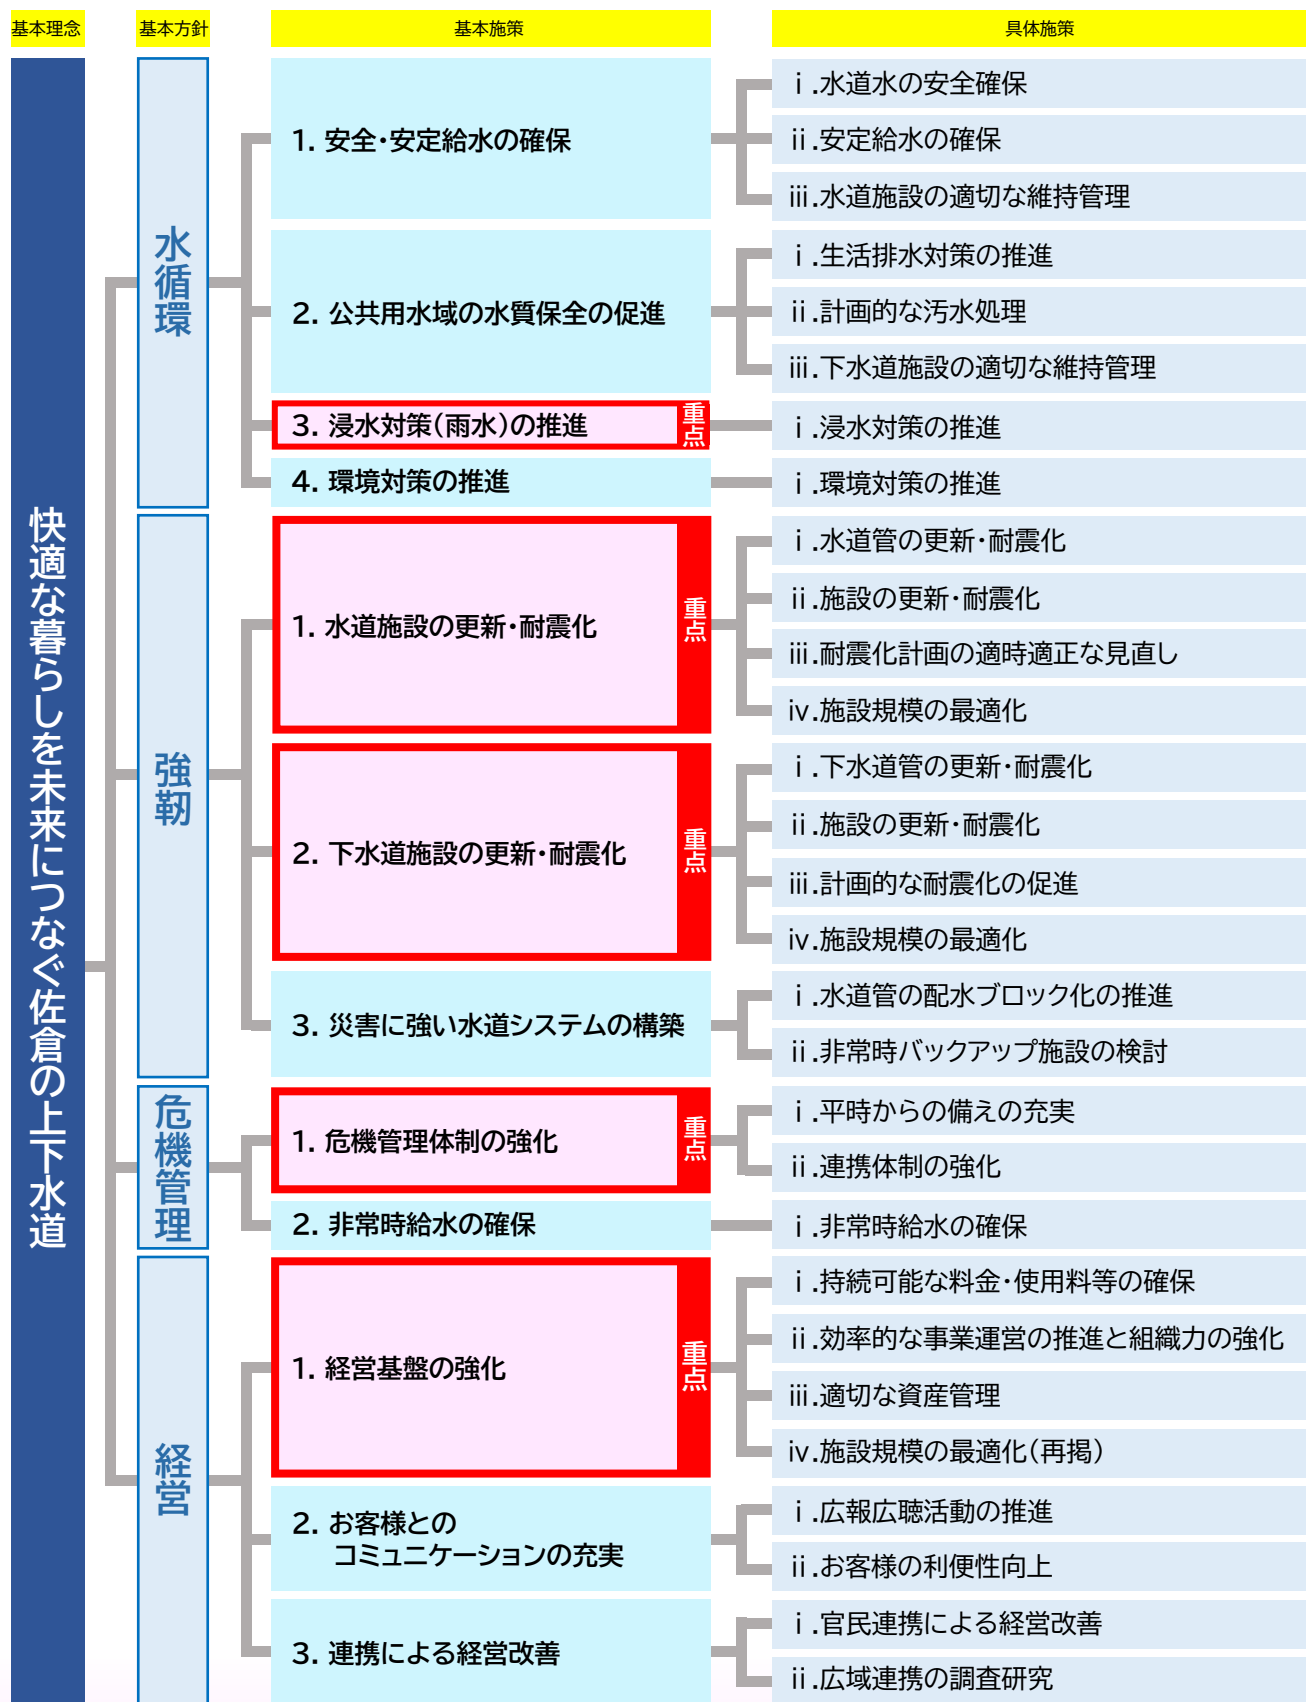 基本理念
基本方針
基本施策
具体施策
快適な暮らしを未来につなぐ佐倉の上下水道
水循環
1. 安全・安定給水の確保
ⅰ.水道水の安全確保
ⅱ.安定給水の確保
ⅲ.水道施設の適切な維持管理
2. 公共用水域の水質保全の促進
ⅰ.生活排水対策の推進
ⅱ.計画的な汚水処理
ⅲ.下水道施設の適切な維持管理
3. 浸水対策(雨水)の推進
重点
ⅰ.浸水対策の推進
4. 環境対策の推進
ⅰ.環境対策の推進
強靭
1. 水道施設の更新・耐震化
重点
ⅰ.水道管の更新・耐震化
ⅱ.施設の更新・耐震化
ⅲ.耐震化計画の適時適正な見直し
ⅳ.施設規模の最適化
2. 下水道施設の更新・耐震化
重点
ⅰ.下水道管の更新・耐震化
ⅱ.施設の更新・耐震化
ⅲ.計画的な耐震化の促進
ⅳ.施設規模の最適化
3. 災害に強い水道システムの構築
ⅰ.水道管の配水ブロック化の推進
ⅱ.非常時バックアップ施設の検討
危機管理
1. 危機管理体制の強化
重点
ⅰ.平時からの備えの充実
ⅱ.連携体制の強化
2. 非常時給水の確保
ⅰ.非常時給水の確保
経営
1. 経営基盤の強化
重点
ⅰ.持続可能な料金・使用料等の確保
ⅱ.効率的な事業運営の推進と組織力の強化
ⅲ.適切な資産管理
ⅳ.施設規模の最適化(再掲)
2. お客様との
コミュニケーションの充実
ⅰ.広報広聴活動の推進
ⅱ.お客様の利便性向上
3. 連携による経営改善
ⅰ.官民連携による経営改善
ⅱ.広域連携の調査研究